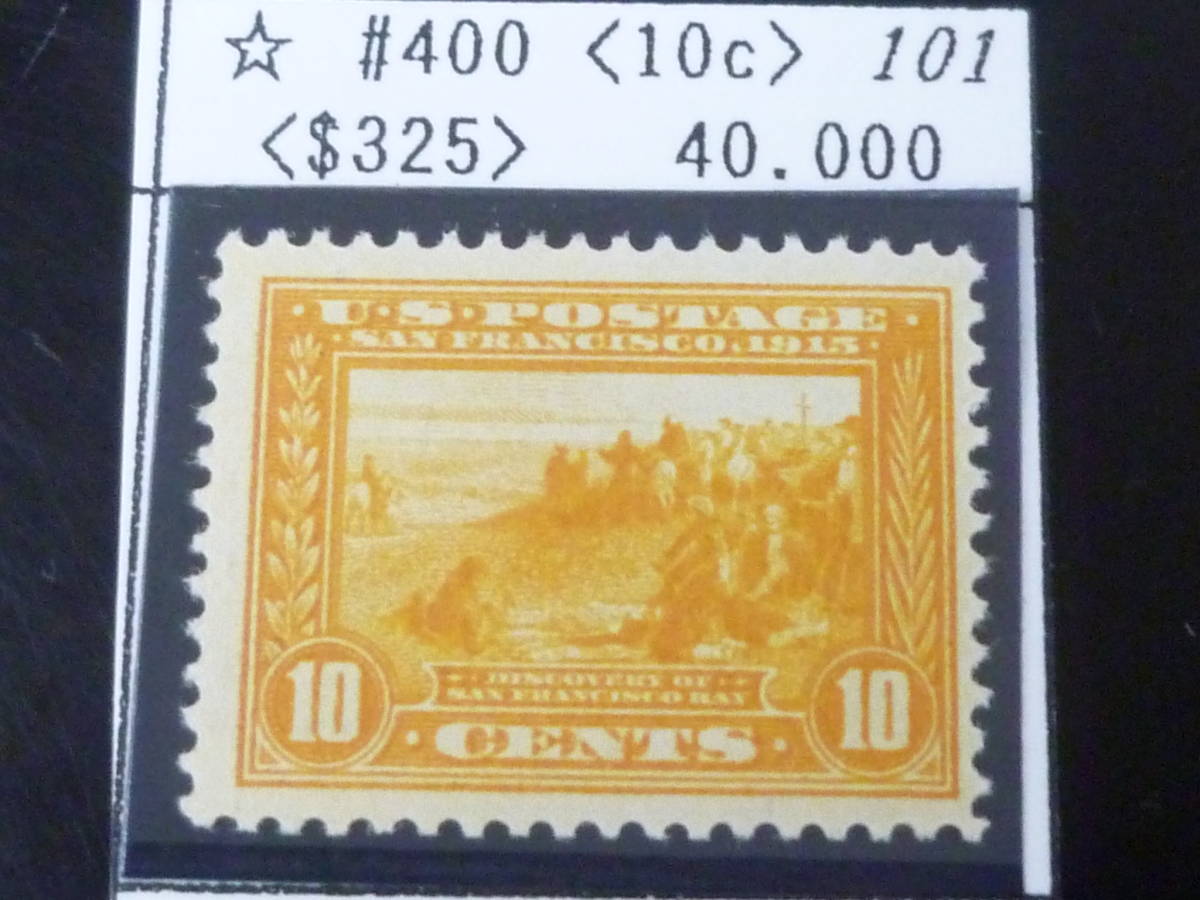 ☆ #400 <10c> 101
<$325> 40.000
U·S·POSTAGE
SAN FRANCISCO, 1915
DISCOVERY OF
SAN FRANCISCO BAY
10 CENTS 10